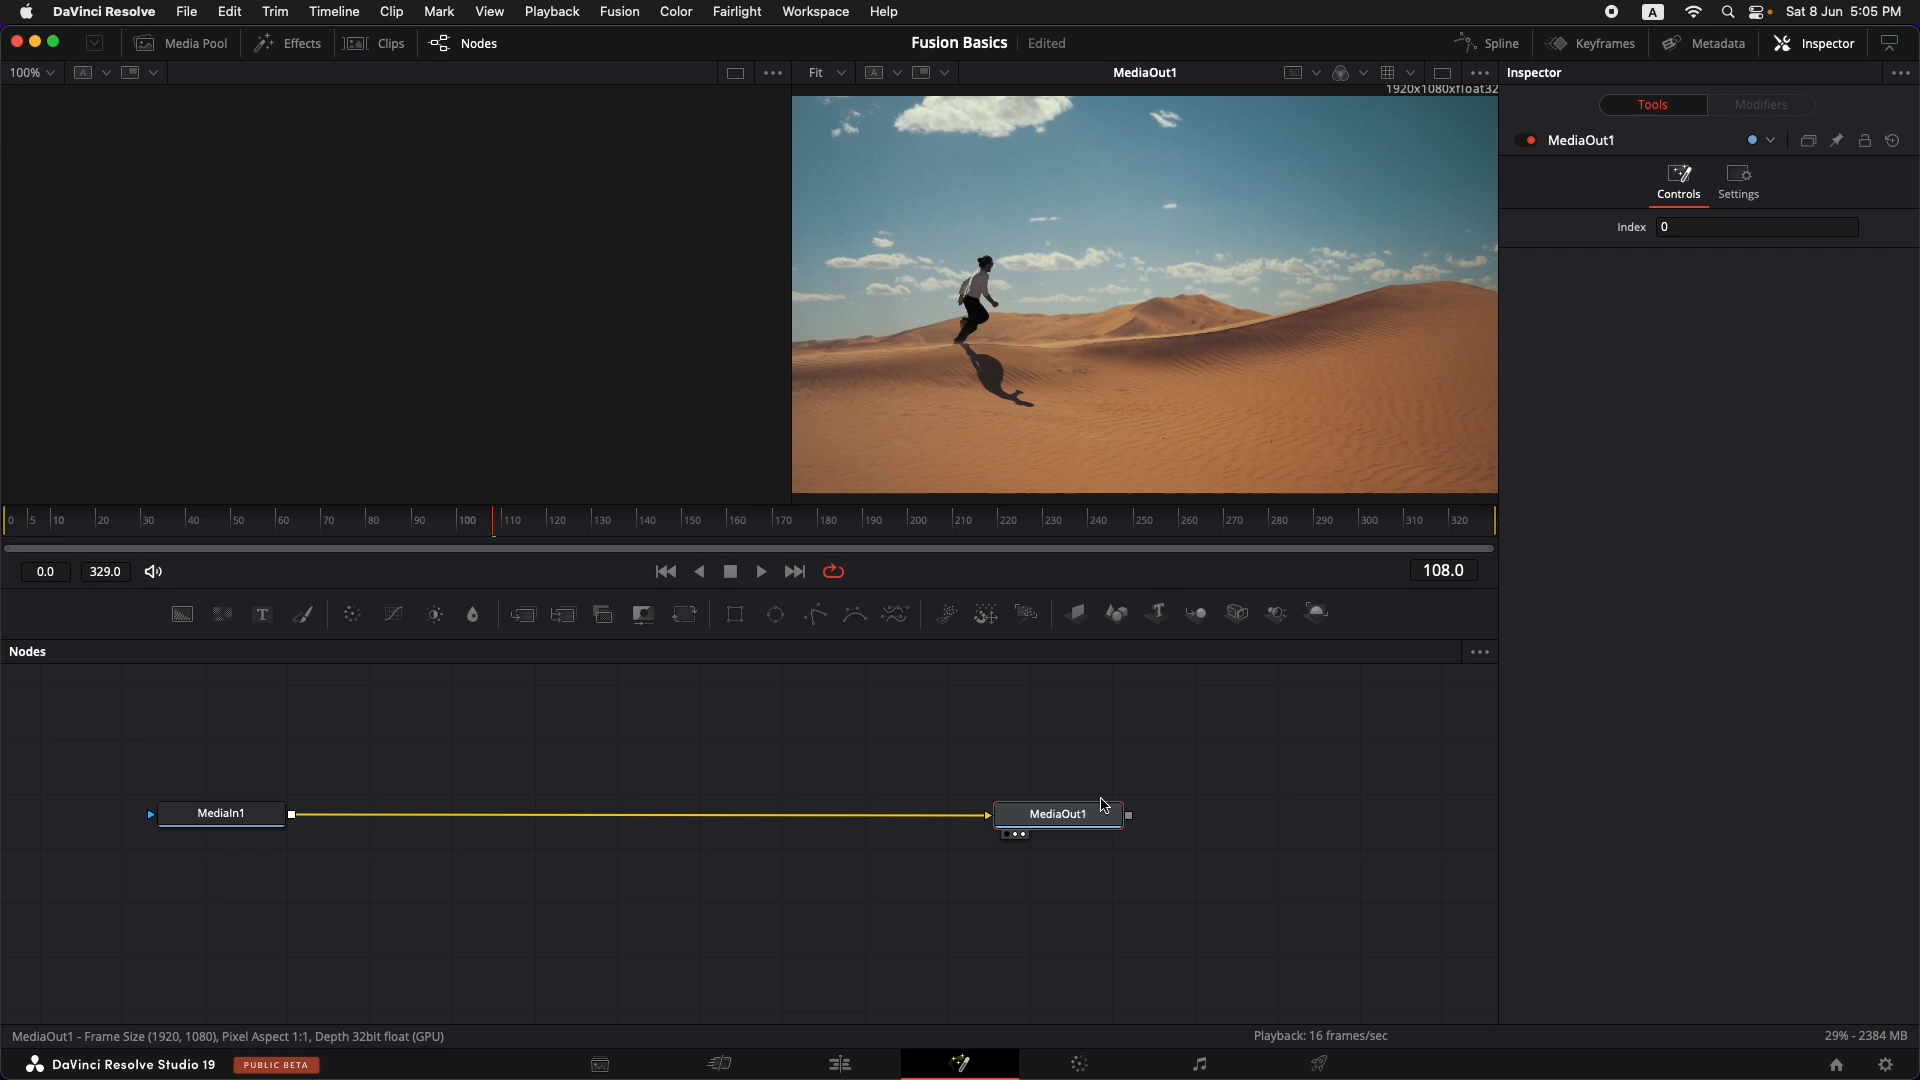 DaVinci Resolve File Edit Trim Timeline Clip Mark View Playback Fusion Color Fairlight Workspace Help A Sat 8 Jun 5:05 PM
Media Pool Effects Clips Nodes Fusion Basics Edited Spline Keyframes Metadata Inspector
100% A Fit A MediaOut1 Inspector
1920x1080xfloat32
Tools Modifiers
MediaOut1
Controls Settings
Index 0
0 5 10 20 30 40 50 60 70 80 90 100 110 120 130 140 150 160 170 180 190 200 210 220 230 240 250 260 270 280 290 300 310 320
0.0 329.0 108.0
T T
Nodes
MediaIn1 MediaOut1
MediaOut1 - Frame Size (1920, 1080), Pixel Aspect 1:1, Depth 32bit float (GPU) Playback: 16 frames/sec 29% - 2384 MB
DaVinci Resolve Studio 19 PUBLIC BETA